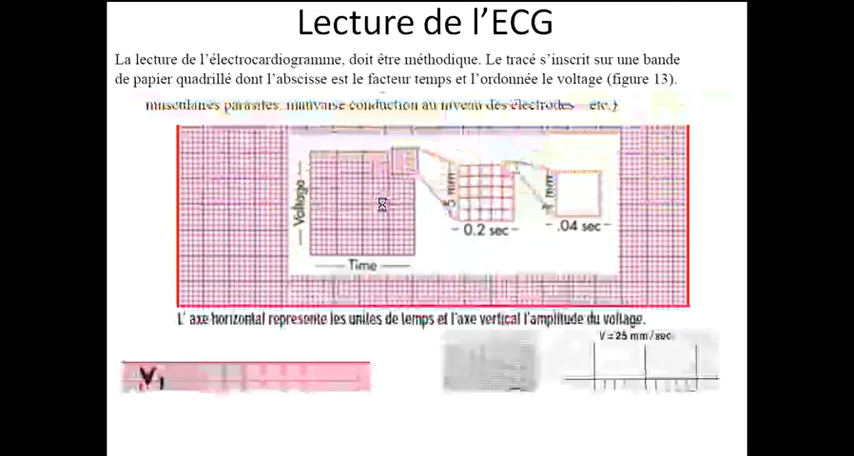 Lecture de l'ECG
La lecture de l'électrocardiogramme, doit être méthodique. Le tracé s'inscrit sur une bande
de papier quadrillé dont l'abscisse est le facteur temps et l'ordonnée le voltage (figure 13).
musculaires parasites, mauvaise conduction au niveau des électrodes etc.)
Voltage
5 mm
mm
0.2 sec
.04 sec
Time
L' axe horizontal represente les unites de temps et l'axe vertical l'amplitude du voltage.
V = 25 mm / sec
V1